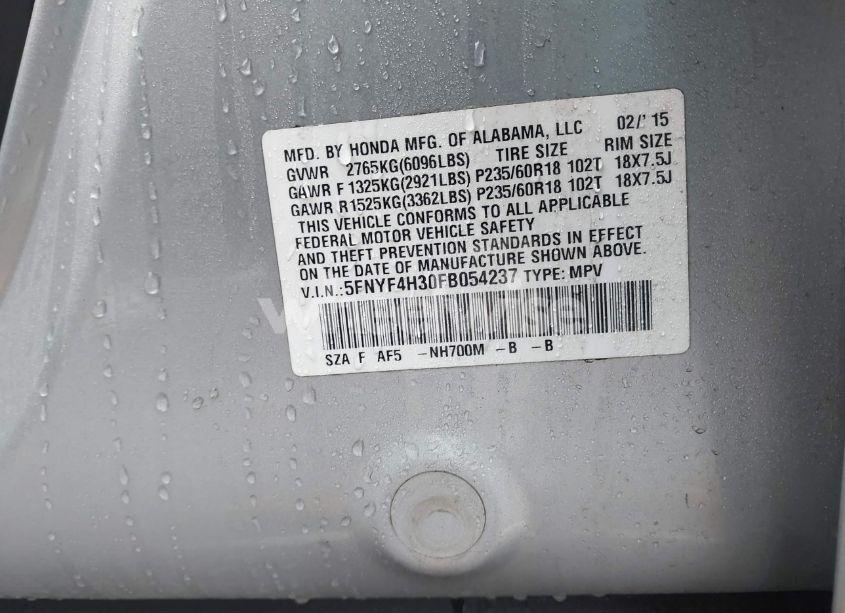 MFD. BY HONDA MFG. OF ALABAMA, LLC 02/' 15
GVWR 2765KG(6096LBS) TIRE SIZE RIM SIZE
GAWR F 1325KG(2921LBS) P235/60R18 102T 18X7.5J
GAWR R1525KG(3362LBS) P235/60R18 102T 18X7.5J
THIS VEHICLE CONFORMS TO ALL APPLICABLE
FEDERAL MOTOR VEHICLE SAFETY
AND THEFT PREVENTION STANDARDS IN EFFECT
ON THE DATE OF MANUFACTURE SHOWN ABOVE.
V.I.N.:5FNYF4H30FB054237 TYPE: MPV
SZA F AF5 -NH700M -B -B